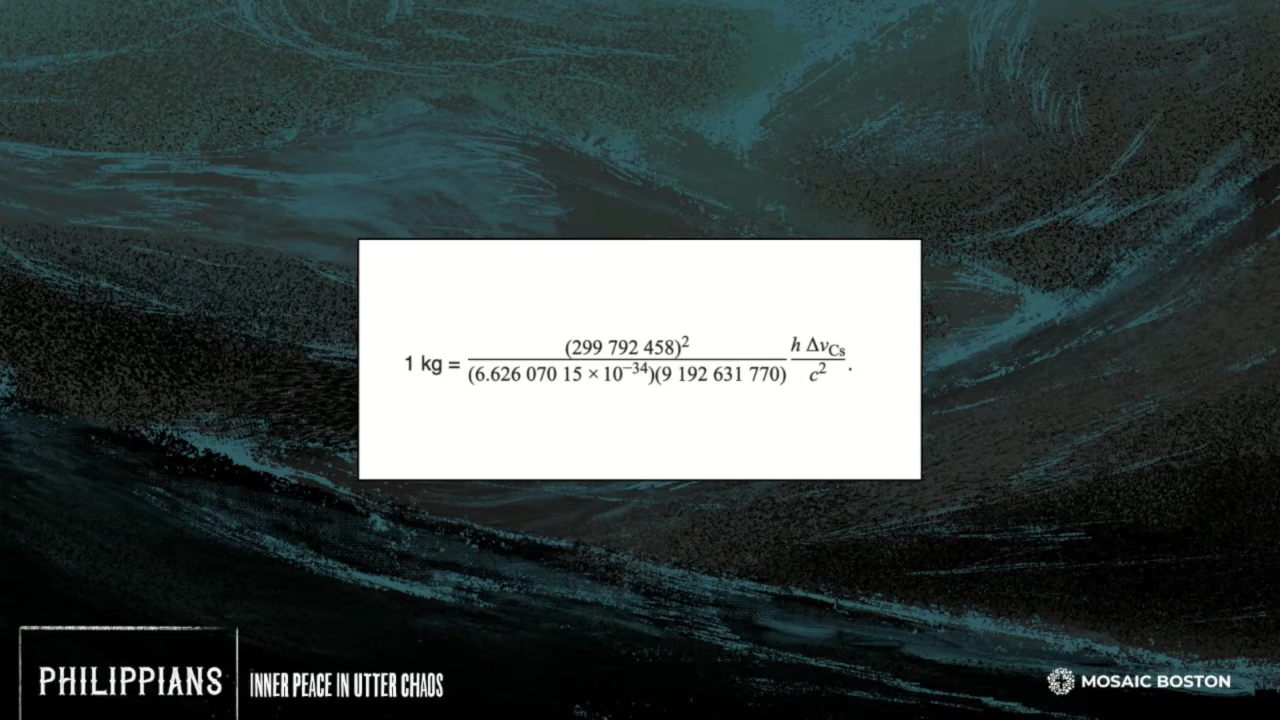 (299 792 458)² h Δν_Cs
1 kg = ———————————————— ————— .
(6.626 070 15 × 10⁻³⁴)(9 192 631 770) c²
PHILIPPIANS
INNER PEACE IN UTTER CHAOS
MOSAIC BOSTON